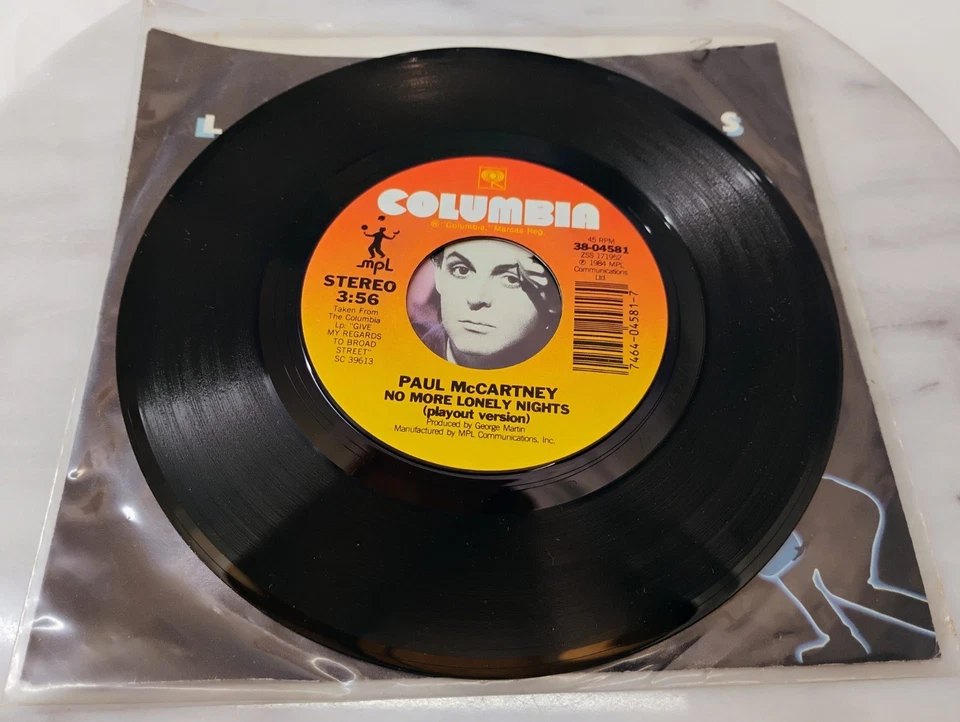 L S
COLUMBIA
® "Columbia," Marcas Reg.
mpL
STEREO
3:56
Taken From
The Columbia
Lp: "GIVE
MY REGARDS
TO BROAD
STREET"
SC 39613
45 RPM
38-04581
ZSS 171952
℗ 1984 MPL
Communications
Ltd
7464-04581-7
PAUL McCARTNEY
NO MORE LONELY NIGHTS
(playout version)
Produced by George Martin
Manufactured by MPL Communications, Inc.